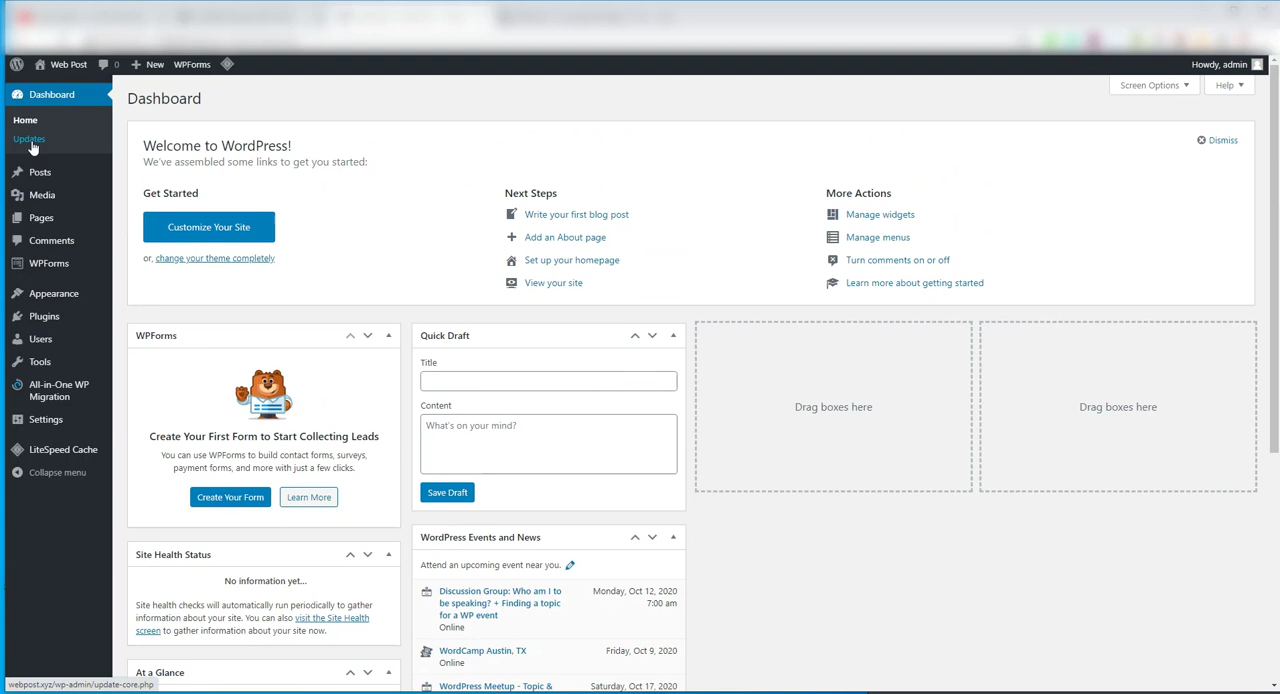 Web Post
0
New
WPForms
Howdy, admin
Dashboard
Home
Updates
Posts
Media
Pages
Comments
WPForms
Appearance
Plugins
Users
Tools
All-in-One WP
Migration
Settings
LiteSpeed Cache
Collapse menu
Dashboard
Screen Options
Help
Welcome to WordPress!
We've assembled some links to get you started:
Dismiss
Get Started
Customize Your Site
or, change your theme completely
Next Steps
Write your first blog post
Add an About page
Set up your homepage
View your site
More Actions
Manage widgets
Manage menus
Turn comments on or off
Learn more about getting started
WPForms
Create Your First Form to Start Collecting Leads
You can use WPForms to build contact forms, surveys,
payment forms, and more with just a few clicks.
Create Your Form
Learn More
Site Health Status
No information yet...
Site health checks will automatically run periodically to gather
information about your site. You can also visit the Site Health
screen to gather information about your site now.
At a Glance
Quick Draft
Title
Content
What's on your mind?
Save Draft
WordPress Events and News
Attend an upcoming event near you.
Discussion Group: Who am I to
be speaking? + Finding a topic
for a WP event
Online
Monday, Oct 12, 2020
7:00 am
WordCamp Austin, TX
Online
Friday, Oct 9, 2020
WordPress Meetup - Topic &
Saturday, Oct 17, 2020
Drag boxes here
Drag boxes here
webpost.xyz/wp-admin/update-core.php